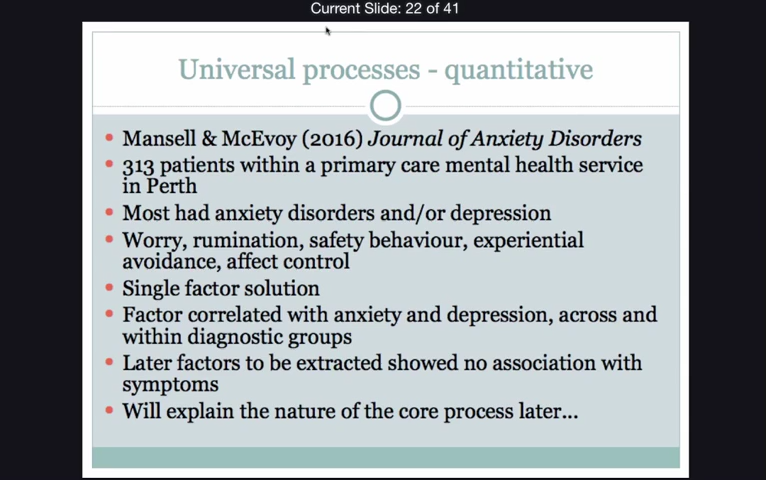 Current Slide: 22 of 41
Universal processes - quantitative
Mansell & McEvoy (2016) Journal of Anxiety Disorders
313 patients within a primary care mental health service
in Perth
Most had anxiety disorders and/or depression
Worry, rumination, safety behaviour, experiential
avoidance, affect control
Single factor solution
Factor correlated with anxiety and depression, across and
within diagnostic groups
Later factors to be extracted showed no association with
symptoms
Will explain the nature of the core process later...